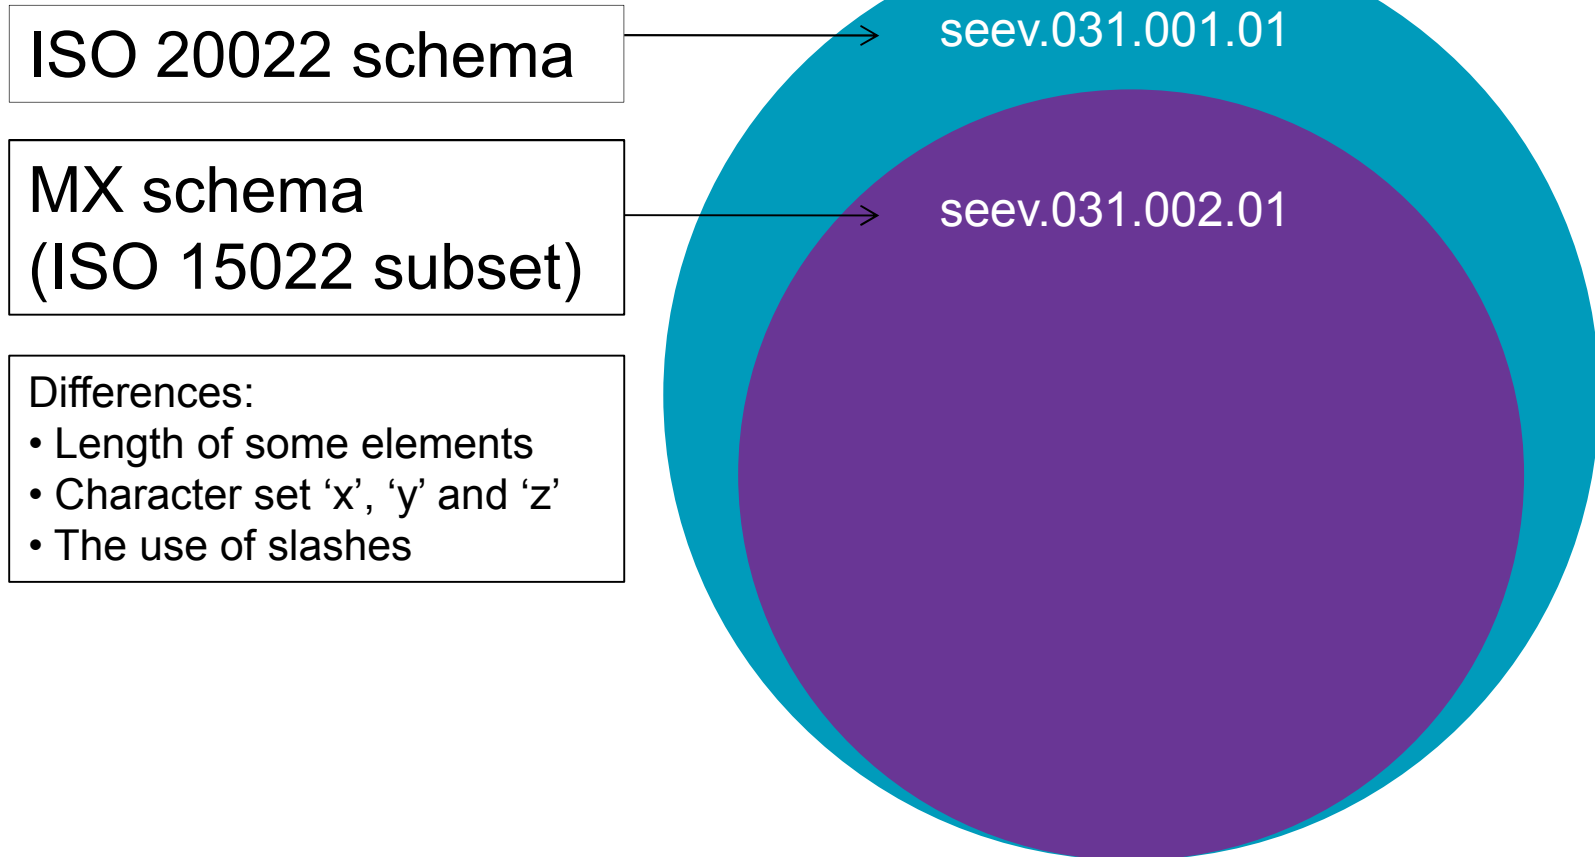 ISO 20022 schema
seev.031.001.01
MX schema
(ISO 15022 subset)
seev.031.002.01
Differences:
• Length of some elements
• Character set ‘x’, ‘y’ and ‘z’
• The use of slashes